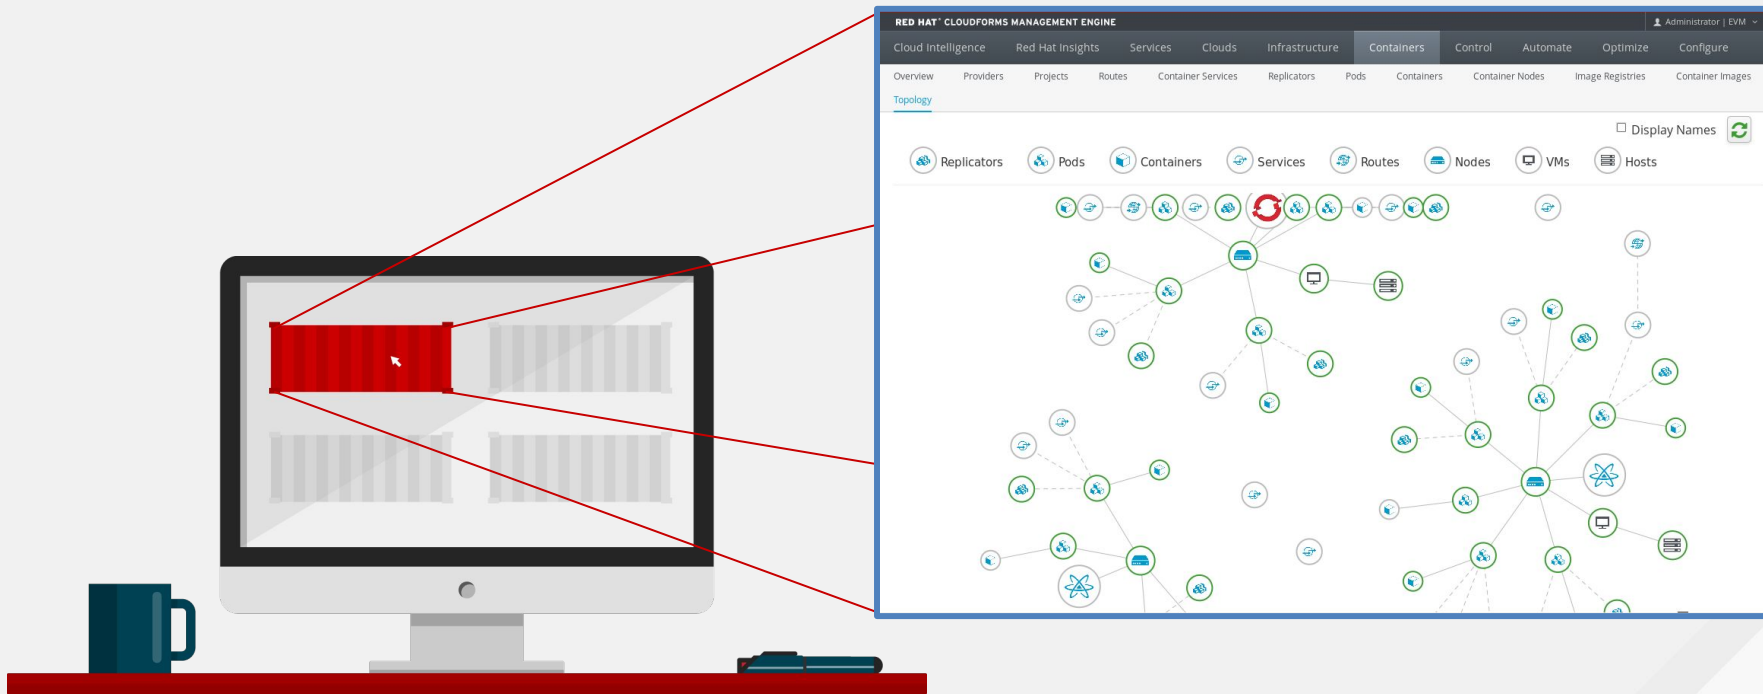 RED HAT® CLOUDFORMS MANAGEMENT ENGINE Administrator | EVM
Cloud Intelligence Red Hat Insights Services Clouds Infrastructure Containers Control Automate Optimize Configure
Overview Providers Projects Routes Container Services Replicators Pods Containers Container Nodes Image Registries Container Images
Topology
Display Names
Replicators Pods Containers Services Routes Nodes VMs Hosts